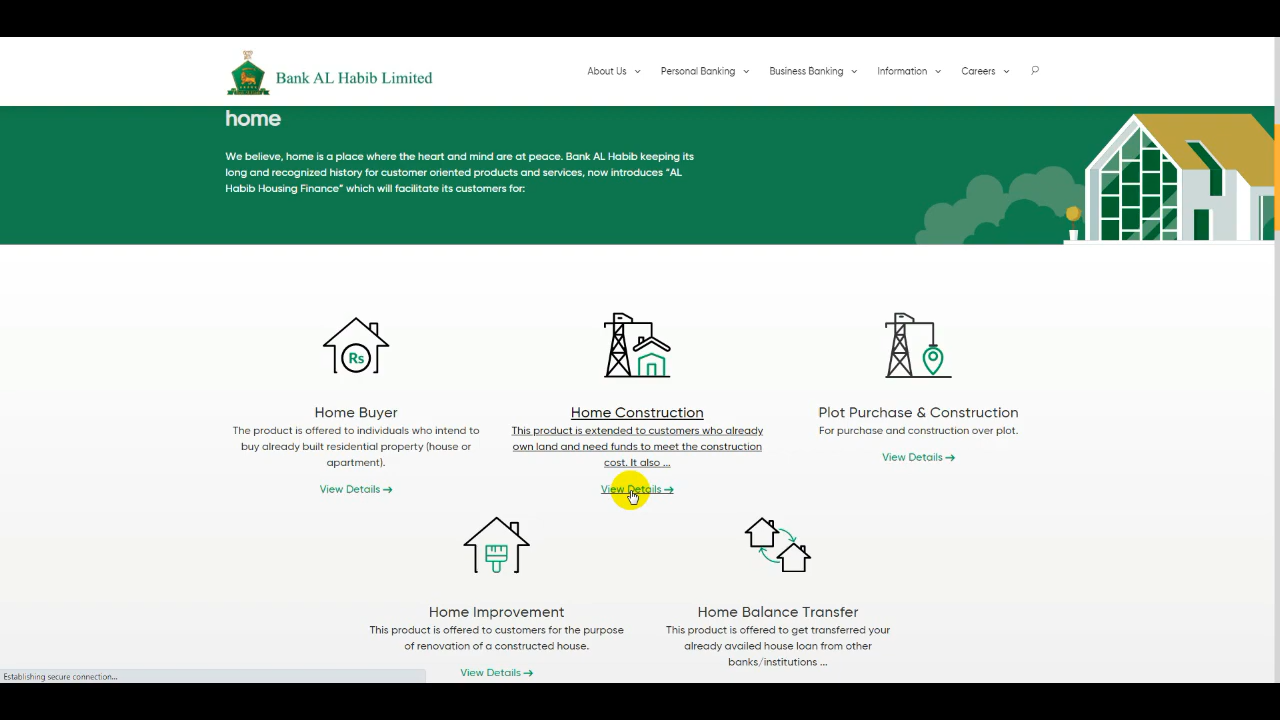 Bank AL Habib Limited
About Us
Personal Banking
Business Banking
Information
Careers
home
We believe, home is a place where the heart and mind are at peace. Bank AL Habib keeping its
long and recognized history for customer oriented products and services, now introduces “AL
Habib Housing Finance” which will facilitate its customers for:
Rs
Home Buyer
The product is offered to individuals who intend to
buy already built residential property (house or
apartment).
View Details →
Home Construction
This product is extended to customers who already
own land and need funds to meet the construction
cost. It also ...
View Details →
Plot Purchase & Construction
For purchase and construction over plot.
View Details →
Home Improvement
This product is offered to customers for the purpose
of renovation of a constructed house.
View Details →
Home Balance Transfer
This product is offered to get transferred your
already availed house loan from other
banks/institutions ...
Establishing secure connection...